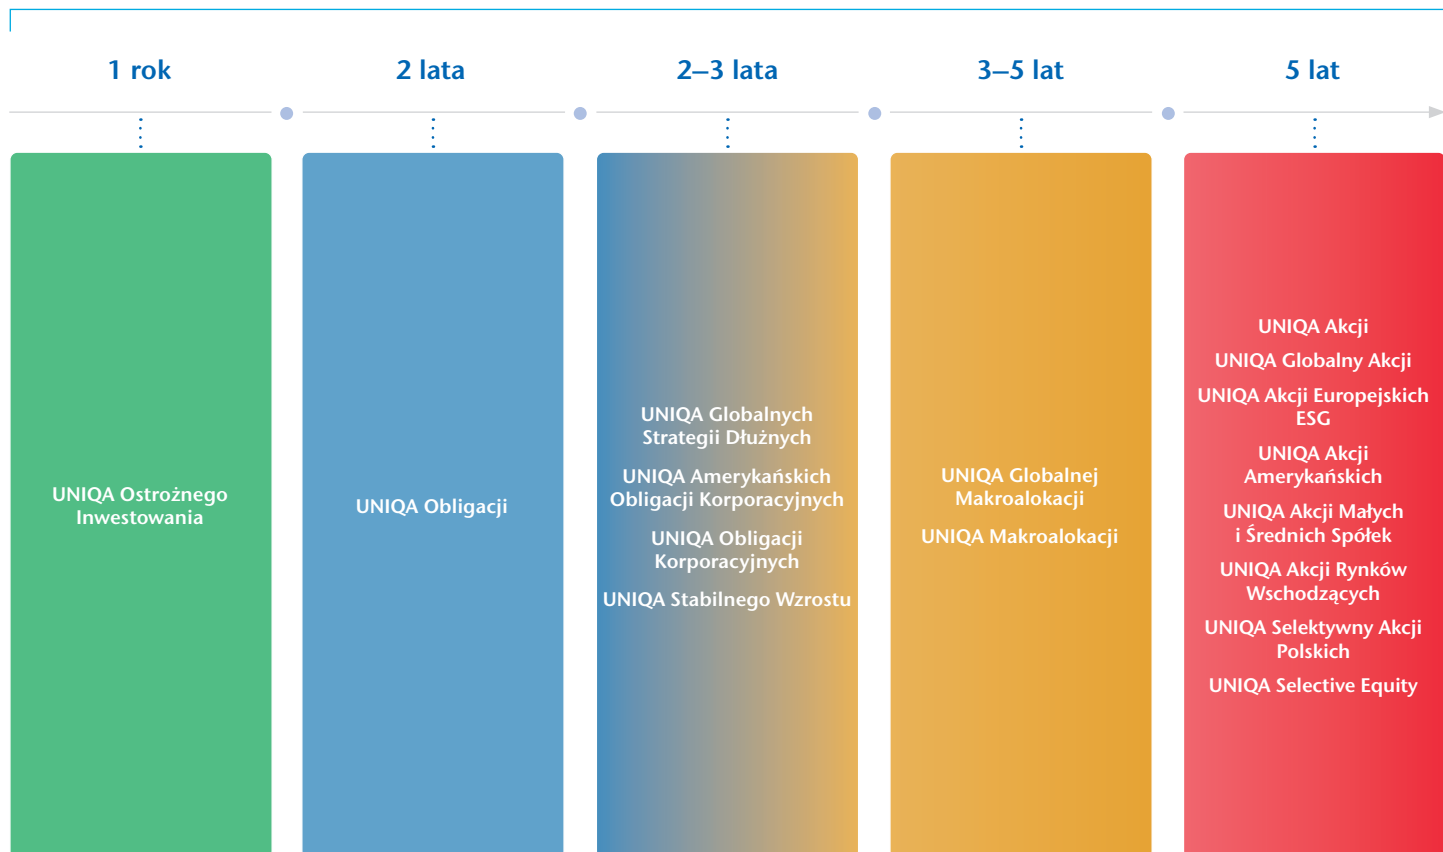 1 rok
2 lata
2–3 lata
3–5 lat
5 lat
UNIQA Ostrożnego
Inwestowania
UNIQA Obligacji
UNIQA Globalnych
Strategii Dłużnych
UNIQA Amerykańskich
Obligacji Korporacyjnych
UNIQA Obligacji
Korporacyjnych
UNIQA Stabilnego Wzrostu
UNIQA Globalnej
Makroalokacji
UNIQA Makroalokacji
UNIQA Akcji
UNIQA Globalny Akcji
UNIQA Akcji Europejskich
ESG
UNIQA Akcji
Amerykańskich
UNIQA Akcji Małych
i Średnich Spółek
UNIQA Akcji Rynków
Wschodzących
UNIQA Selektywny Akcji
Polskich
UNIQA Selective Equity